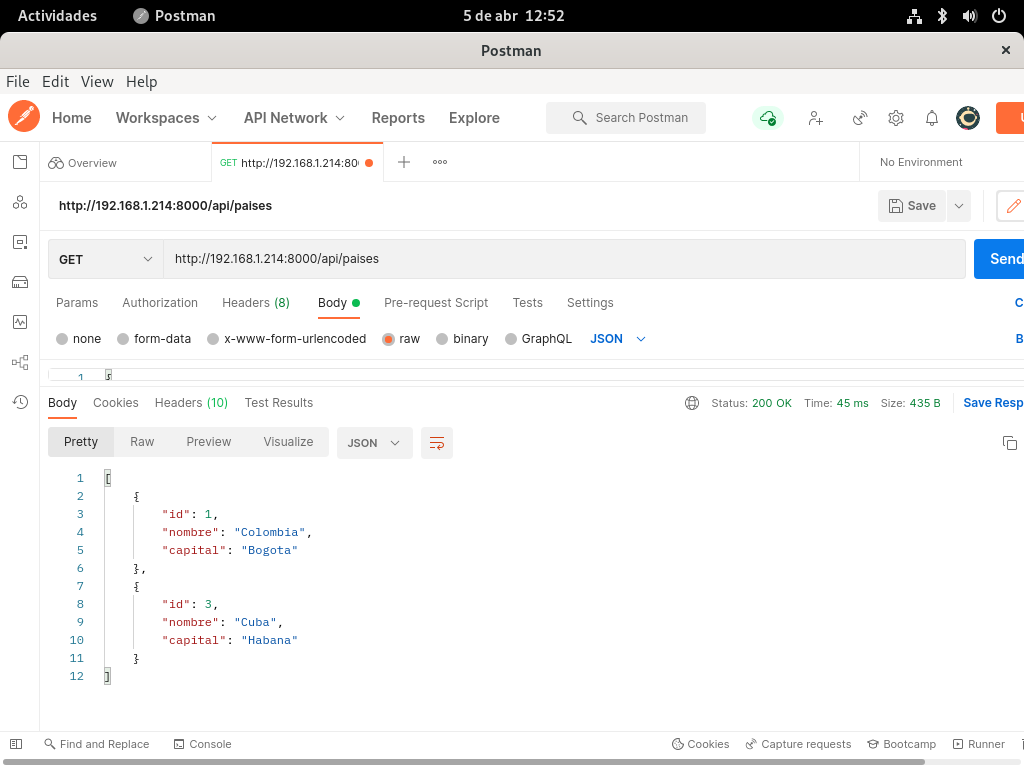 Actividades Postman 5 de abr 12:52
Postman
File Edit View Help
Home Workspaces API Network Reports Explore Search Postman
Overview GET http://192.168.1.214:80 No Environment
http://192.168.1.214:8000/api/paises Save
GET http://192.168.1.214:8000/api/paises Send
Params Authorization Headers (8) Body Pre-request Script Tests Settings
none form-data x-www-form-urlencoded raw binary GraphQL JSON
1 {
Body Cookies Headers (10) Test Results Status: 200 OK Time: 45 ms Size: 435 B Save Resp
Pretty Raw Preview Visualize JSON
1 [
2 {
3 "id": 1,
4 "nombre": "Colombia",
5 "capital": "Bogota"
6 },
7 {
8 "id": 3,
9 "nombre": "Cuba",
10 "capital": "Habana"
11 }
12 ]
Find and Replace Console Cookies Capture requests Bootcamp Runner